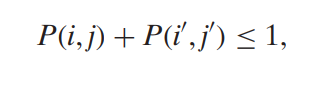 P(i,j) + P(i′,j′) ≤ 1,